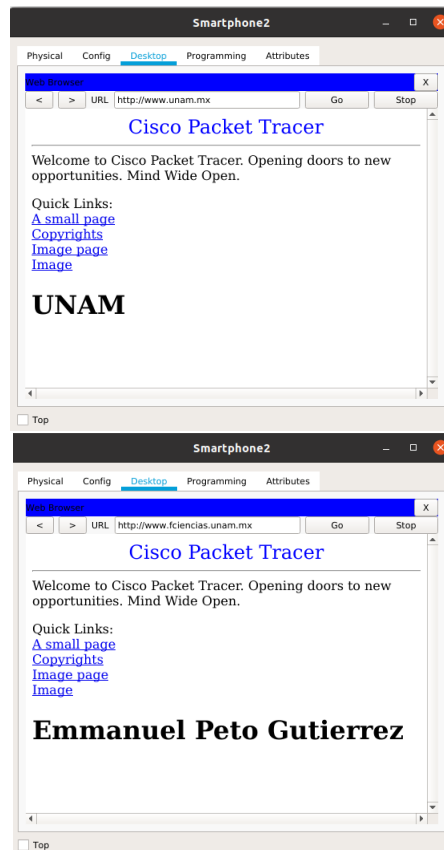 Smartphone2
Physical Config Desktop Programming Attributes
Web Browser X
< > URL http://www.unam.mx Go Stop
Cisco Packet Tracer
Welcome to Cisco Packet Tracer. Opening doors to new
opportunities. Mind Wide Open.
Quick Links:
A small page
Copyrights
Image page
Image
UNAM
Top
Smartphone2
Physical Config Desktop Programming Attributes
Web Browser X
< > URL http://www.fciencias.unam.mx Go Stop
Cisco Packet Tracer
Welcome to Cisco Packet Tracer. Opening doors to new
opportunities. Mind Wide Open.
Quick Links:
A small page
Copyrights
Image page
Image
Emmanuel Peto Gutierrez
Top